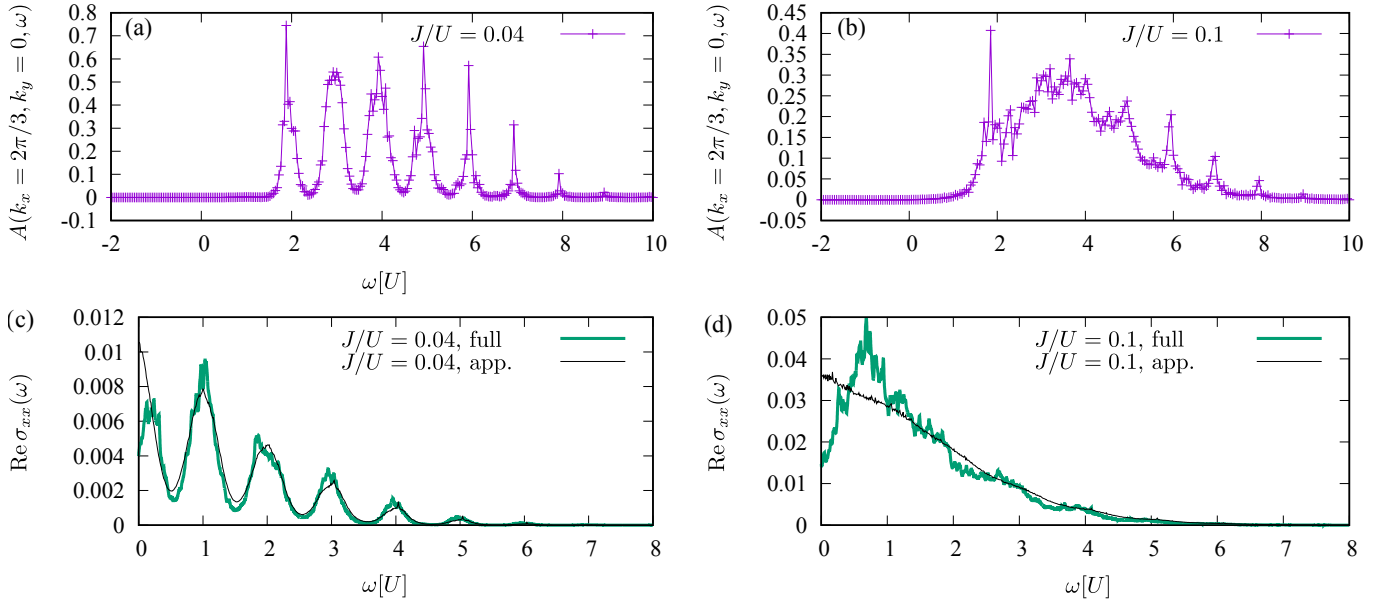 (a)
J/U = 0.04
A(k_x = 2π/3, k_y = 0, ω)
0.8
0.7
0.6
0.5
0.4
0.3
0.2
0.1
0
-0.1
-2 0 2 4 6 8 10
ω[U]
(b)
J/U = 0.1
A(k_x = 2π/3, k_y = 0, ω)
0.45
0.4
0.35
0.3
0.25
0.2
0.15
0.1
0.05
0
-0.05
-2 0 2 4 6 8 10
ω[U]
(c)
J/U = 0.04, full
J/U = 0.04, app.
Re σ_xx(ω)
0.012
0.01
0.008
0.006
0.004
0.002
0
0 1 2 3 4 5 6 7 8
ω[U]
(d)
J/U = 0.1, full
J/U = 0.1, app.
Re σ_xx(ω)
0.05
0.04
0.03
0.02
0.01
0
0 1 2 3 4 5 6 7 8
ω[U]